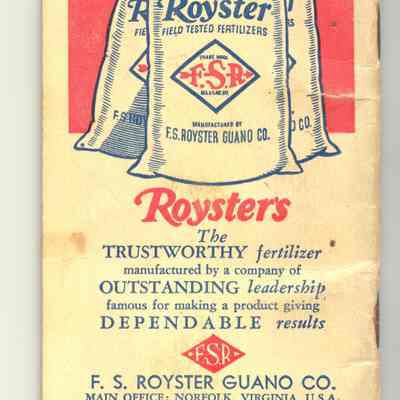 Royster
FIELD TESTED FERTILIZERS
TRADE MARK
F.S.R.
MANUFACTURED BY
F.S. ROYSTER GUANO CO.
Royster's
The
TRUSTWORTHY fertilizer
manufactured by a company of
OUTSTANDING leadership
famous for making a product giving
DEPENDABLE results
F.S.R.
F. S. ROYSTER GUANO CO.
MAIN OFFICE: NORFOLK, VIRGINIA, U.S.A.